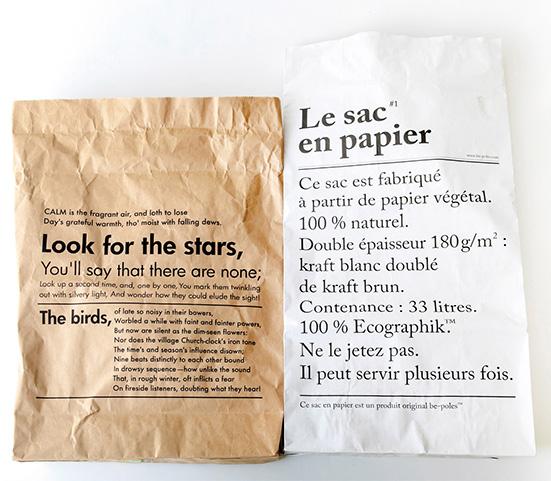 CALM is the fragrant air, and loth to lose
Day's grateful warmth, tho' moist with falling dews.
Look for the stars,
You'll say that there are none;
Look up a second time, and, one by one, You mark them twinkling
out with silvery light, And wonder how they could elude the sight!
The birds, of late so noisy in their bowers,
Warbled a while with faint and fainter powers,
But now are silent as the dim-seen flowers:
Nor does the village Church-clock's iron tone
The time's and season's influence disown;
Nine beats distinctly to each other bound
In drowsy sequence—how unlike the sound
That, in rough winter, oft inflicts a fear
On fireside listeners, doubting what they hear!
Le sac #1
en papier
Ce sac est fabriqué
à partir de papier végétal.
100 % naturel.
Double épaisseur 180g/m² :
kraft blanc doublé
de kraft brun.
Contenance : 33 litres.
100 % Ecographik.™
Ne le jetez pas.
Il peut servir plusieurs fois.
Ce sac en papier est un produit original be-poles™